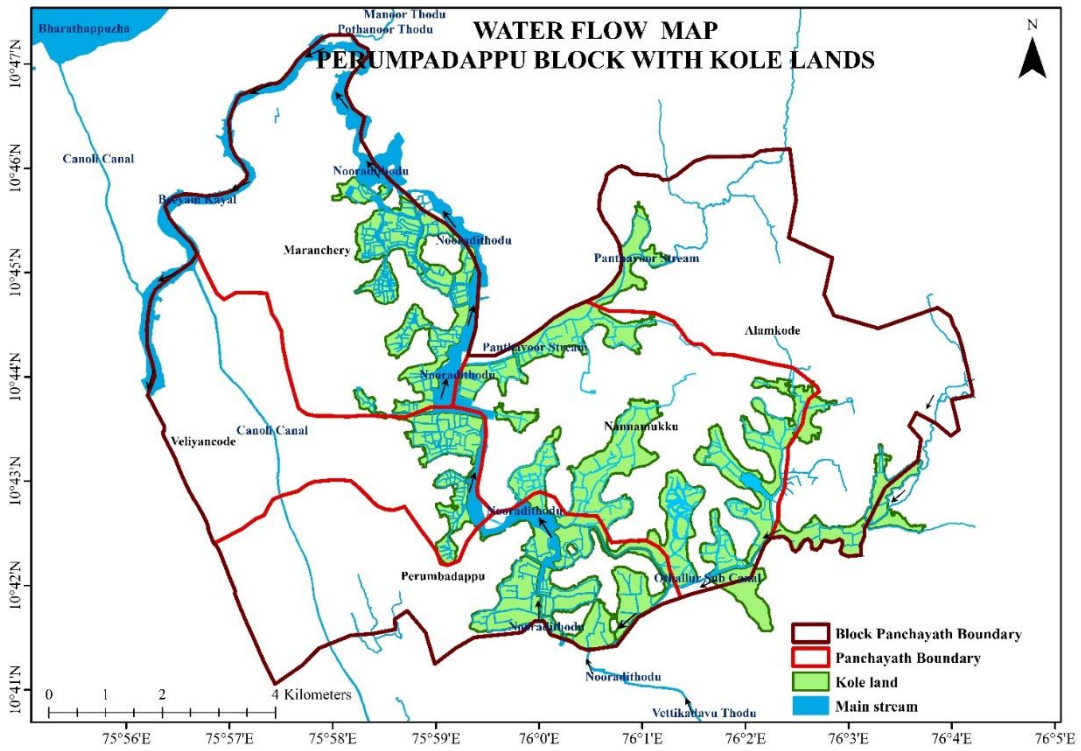 Manoor Thodu
Pothanoor Thodu
Bharathappuzha
WATER FLOW MAP
PERUMPADAPPU BLOCK WITH KOLE LANDS
N
10°47'N
10°46'N
10°45'N
10°44'N
10°43'N
10°42'N
10°41'N
Canoli Canal
Nooradithodu
Beeyam Kayal
Maranchery
Nooradithodu
Pantharoor Stream
Alamkode
Panthayoor Stream
Nooradithodu
Veliyancode
Canoli Canal
Nannamukku
Nooradithodu
Perumbadappu
Othallur Sub Canal
Nooradithodu
Nooradithodu
Vettikadavu Thodu
Block Panchayath Boundary
Panchayath Boundary
Kole land
Main stream
0 1 2 4 Kilometers
75°56'E 75°57'E 75°58'E 75°59'E 76°0'E 76°1'E 76°2'E 76°3'E 76°4'E 76°5'E